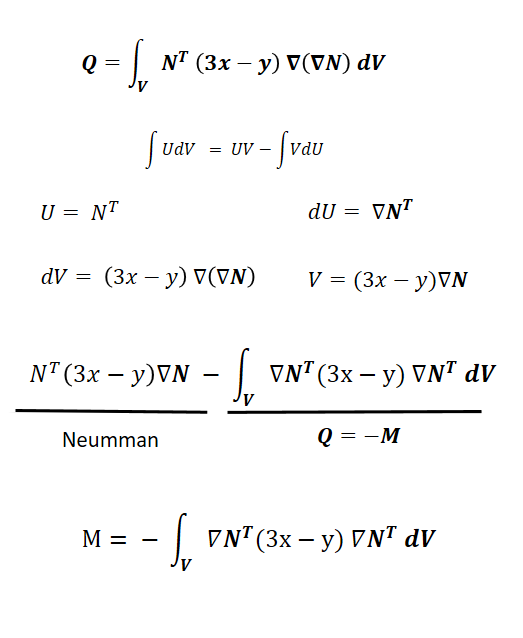 Q = ∫_V N^T (3x − y) ∇(∇N) dV
∫ UdV = UV − ∫ VdU
U = N^T dU = ∇N^T
dV = (3x − y) ∇(∇N) V = (3x − y)∇N
N^T(3x − y)∇N − ∫_V ∇N^T(3x − y) ∇N^T dV
Neumman Q = −M
M = − ∫_V ∇N^T(3x − y) ∇N^T dV